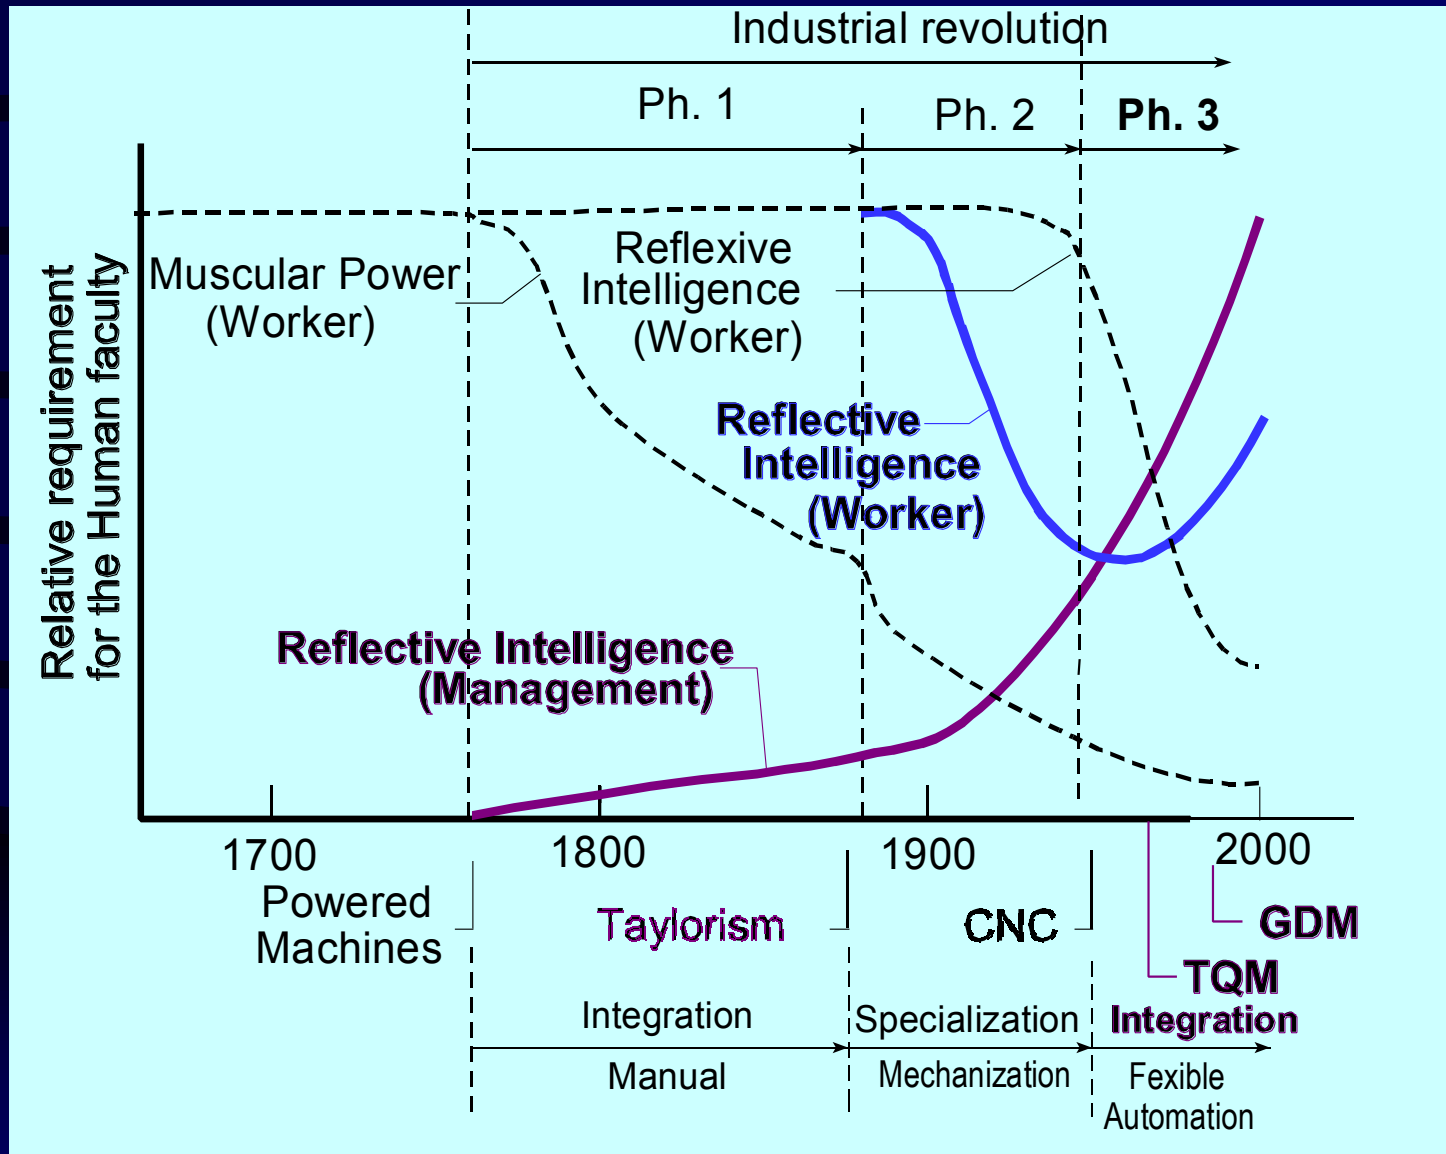 Industrial revolution
Ph. 1
Ph. 2
Ph. 3
Relative requirement
for the Human faculty
Muscular Power
(Worker)
Reflexive
Intelligence
(Worker)
Reflective
Intelligence
(Worker)
Reflective Intelligence
(Management)
1700
1800
1900
2000
Powered
Machines
Taylorism
CNC
GDM
TQM
Integration
Specialization
Integration
Manual
Mechanization
Fexible
Automation